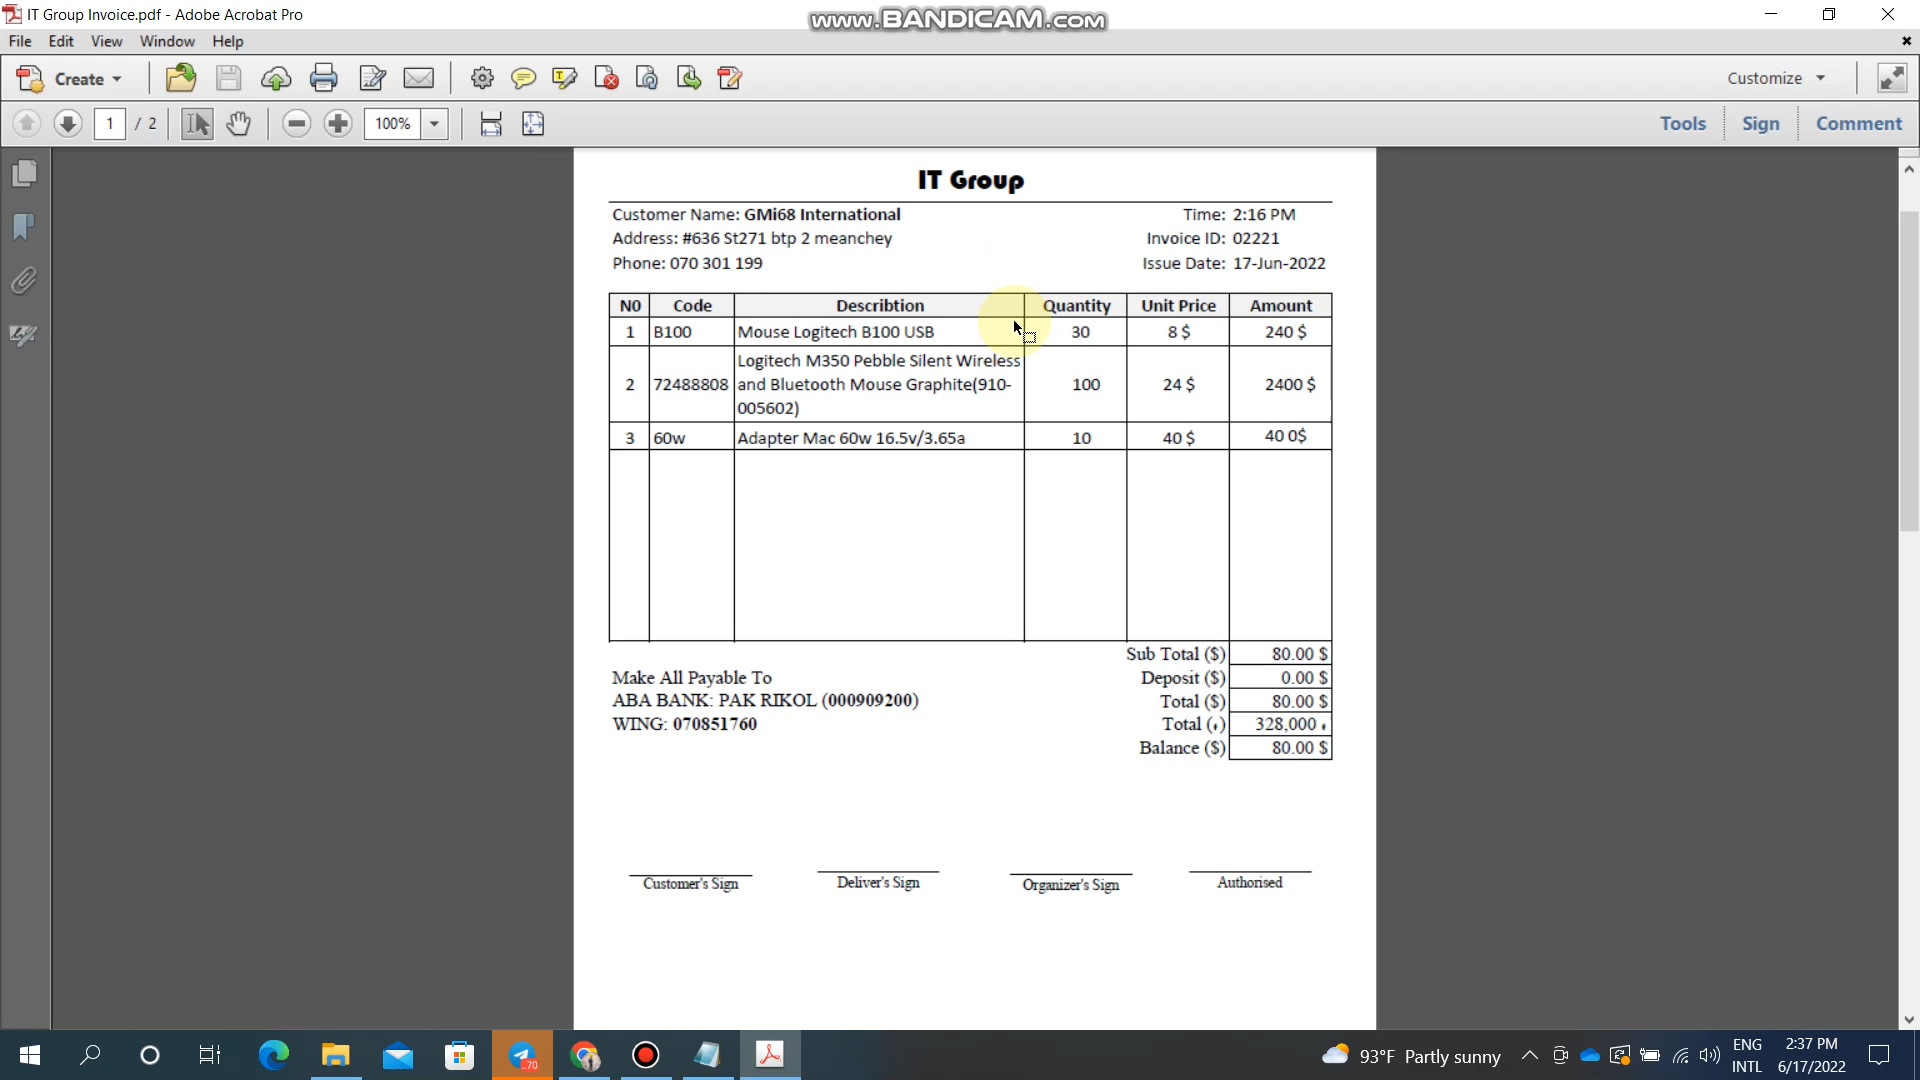 IT Group Invoice.pdf - Adobe Acrobat Pro
www.BANDICAM.com
File Edit View Window Help
Create
Customize
1 / 2
100%
Tools Sign Comment
IT Group
Customer Name: GMi68 International
Time: 2:16 PM
Address: #636 St271 btp 2 meanchey
Invoice ID: 02221
Phone: 070 301 199
Issue Date: 17-Jun-2022
N0 Code Describtion Quantity Unit Price Amount
1 B100 Mouse Logitech B100 USB 30 8 $ 240 $
Logitech M350 Pebble Silent Wireless
2 72488808 and Bluetooth Mouse Graphite(910- 100 24 $ 2400 $
005602)
3 60w Adapter Mac 60w 16.5v/3.65a 10 40 $ 40 0$
Sub Total ($) 80.00 $
Make All Payable To
Deposit ($) 0.00 $
ABA BANK: PAK RIKOL (000909200)
Total ($) 80.00 $
WING: 070851760
Total (៛) 328,000 ៛
Balance ($) 80.00 $
Customer's Sign
Deliver's Sign
Organizer's Sign
Authorised
..70
93°F Partly sunny
ENG
INTL
2:37 PM
6/17/2022